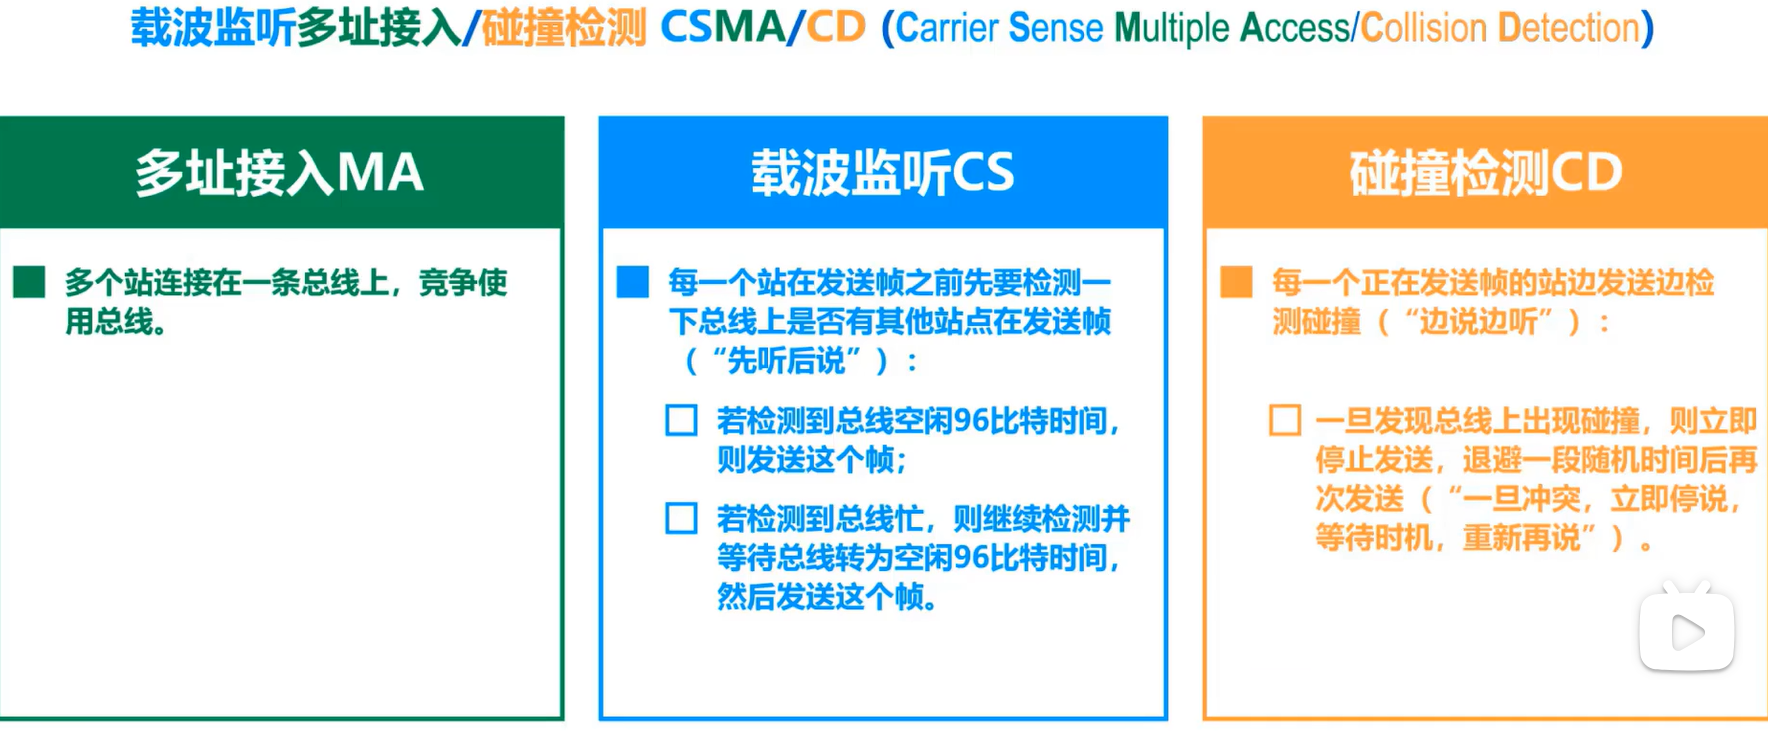 载波监听多址接入/碰撞检测 CSMA/CD (Carrier Sense Multiple Access/Collision Detection)
多址接入MA
多个站连接在一条总线上，竞争使
用总线。
载波监听CS
每一个站在发送帧之前先要检测一
下总线上是否有其他站点在发送帧
（“先听后说”）：
若检测到总线空闲96比特时间，
则发送这个帧；
若检测到总线忙，则继续检测并
等待总线转为空闲96比特时间，
然后发送这个帧。
碰撞检测CD
每一个正在发送帧的站边发送边检
测碰撞（“边说边听”）：
一旦发现总线上出现碰撞，则立即
停止发送，退避一段随机时间后再
次发送（“一旦冲突，立即停说，
等待时机，重新再说”）。